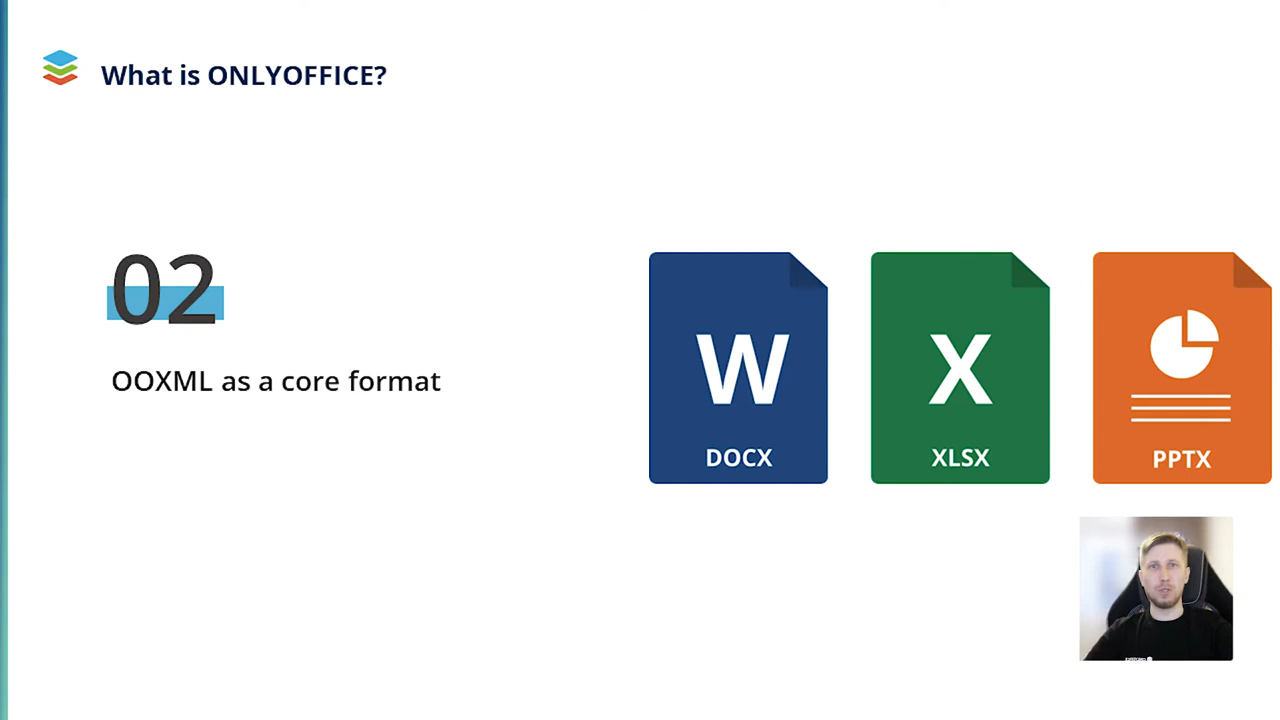 What is ONLYOFFICE?
02
OOXML as a core format
W
DOCX
X
XLSX
PPTX